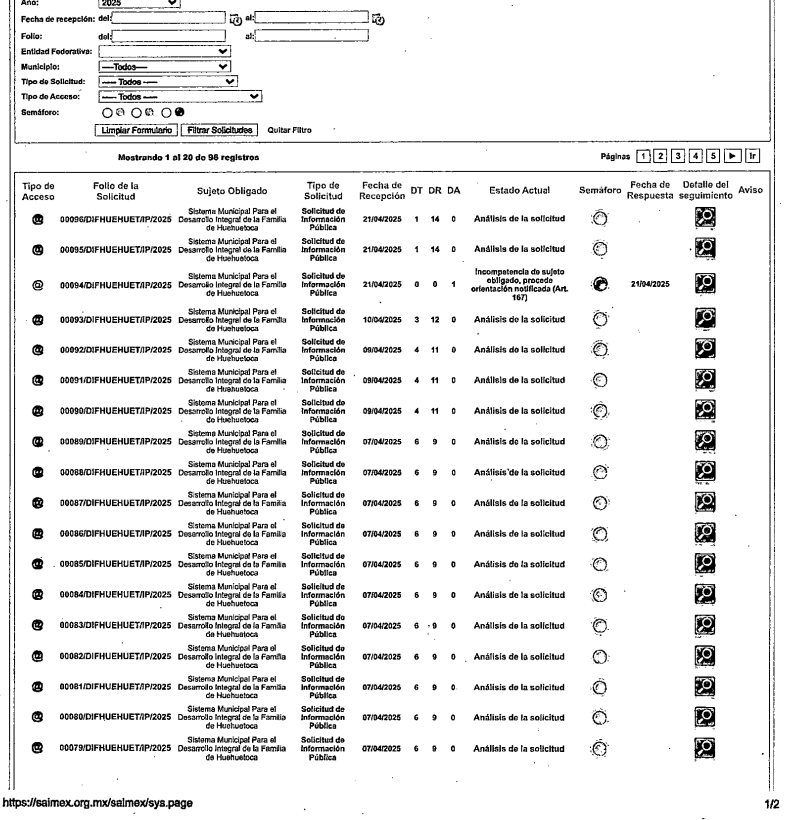 Año: 2025
Fecha de recepción: del: al:
Folio: del: al:
Entidad Federativa:
Municipio: ---Todos---
Tipo de Solicitud: --- Todos ---
Tipo de Acceso: --- Todos ---
Semáforo:
Limpiar Formulario Filtrar Solicitudes Quitar Filtro
Mostrando 1 al 20 de 96 registros Páginas 1 2 3 4 5 ► Ir
Tipo de Acceso Folio de la Solicitud Sujeto Obligado Tipo de Solicitud Fecha de Recepción DT DR DA Estado Actual Semáforo Fecha de Respuesta Detalle del seguimiento Aviso
00096/DIFHUEHUET/IP/2025 Sistema Municipal Para el Desarrollo Integral de la Familia de Huehuetoca Solicitud de Información Pública 21/04/2025 1 14 0 Análisis de la solicitud
00095/DIFHUEHUET/IP/2025 Sistema Municipal Para el Desarrollo Integral de la Familia de Huehuetoca Solicitud de Información Pública 21/04/2025 1 14 0 Análisis de la solicitud
00094/DIFHUEHUET/IP/2025 Sistema Municipal Para el Desarrollo Integral de la Familia de Huehuetoca Solicitud de Información Pública 21/04/2025 0 0 1 Incompetencia de sujeto obligado, procede orientación notificada (Art. 167) 21/04/2025
00093/DIFHUEHUET/IP/2025 Sistema Municipal Para el Desarrollo Integral de la Familia de Huehuetoca Solicitud de Información Pública 10/04/2025 3 12 0 Análisis de la solicitud
00092/DIFHUEHUET/IP/2025 Sistema Municipal Para el Desarrollo Integral de la Familia de Huehuetoca Solicitud de Información Pública 09/04/2025 4 11 0 Análisis de la solicitud
00091/DIFHUEHUET/IP/2025 Sistema Municipal Para el Desarrollo Integral de la Familia de Huehuetoca Solicitud de Información Pública 09/04/2025 4 11 0 Análisis de la solicitud
00090/DIFHUEHUET/IP/2025 Sistema Municipal Para el Desarrollo Integral de la Familia de Huehuetoca Solicitud de Información Pública 09/04/2025 4 11 0 Análisis de la solicitud
00089/DIFHUEHUET/IP/2025 Sistema Municipal Para el Desarrollo Integral de la Familia de Huehuetoca Solicitud de Información Pública 07/04/2025 6 9 0 Análisis de la solicitud
00088/DIFHUEHUET/IP/2025 Sistema Municipal Para el Desarrollo Integral de la Familia de Huehuetoca Solicitud de Información Pública 07/04/2025 6 9 0 Análisis de la solicitud
00087/DIFHUEHUET/IP/2025 Sistema Municipal Para el Desarrollo Integral de la Familia de Huehuetoca Solicitud de Información Pública 07/04/2025 6 9 0 Análisis de la solicitud
00086/DIFHUEHUET/IP/2025 Sistema Municipal Para el Desarrollo Integral de la Familia de Huehuetoca Solicitud de Información Pública 07/04/2025 6 9 0 Análisis de la solicitud
00085/DIFHUEHUET/IP/2025 Sistema Municipal Para el Desarrollo Integral de la Familia de Huehuetoca Solicitud de Información Pública 07/04/2025 6 9 0 Análisis de la solicitud
00084/DIFHUEHUET/IP/2025 Sistema Municipal Para el Desarrollo Integral de la Familia de Huehuetoca Solicitud de Información Pública 07/04/2025 6 9 0 Análisis de la solicitud
00083/DIFHUEHUET/IP/2025 Sistema Municipal Para el Desarrollo Integral de la Familia de Huehuetoca Solicitud de Información Pública 07/04/2025 6 9 0 Análisis de la solicitud
00082/DIFHUEHUET/IP/2025 Sistema Municipal Para el Desarrollo Integral de la Familia de Huehuetoca Solicitud de Información Pública 07/04/2025 6 9 0 Análisis de la solicitud
00081/DIFHUEHUET/IP/2025 Sistema Municipal Para el Desarrollo Integral de la Familia de Huehuetoca Solicitud de Información Pública 07/04/2025 6 9 0 Análisis de la solicitud
00080/DIFHUEHUET/IP/2025 Sistema Municipal Para el Desarrollo Integral de la Familia de Huehuetoca Solicitud de Información Pública 07/04/2025 6 9 0 Análisis de la solicitud
00079/DIFHUEHUET/IP/2025 Sistema Municipal Para el Desarrollo Integral de la Familia de Huehuetoca Solicitud de Información Pública 07/04/2025 6 9 0 Análisis de la solicitud
https://saimex.org.mx/saimex/sys.page 1/2